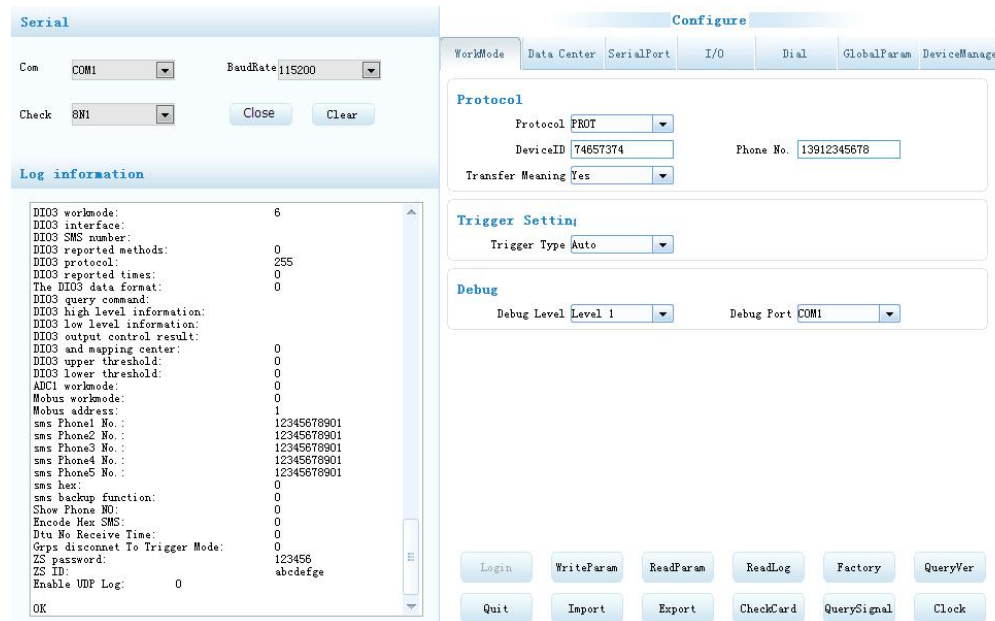 Serial
Com COM1 BaudRate 115200
Check 8N1 Close Clear
Log information
DIO3 workmode: 6
DIO3 interface:
DIO3 SMS number:
DIO3 reported methods: 0
DIO3 protocol: 255
DIO3 reported times: 0
The DIO3 data format: 0
DIO3 query command:
DIO3 high level information:
DIO3 low level information:
DIO3 output control result:
DIO3 and mapping center: 0
DIO3 upper threshold: 0
DIO3 lower threshold: 0
ADC1 workmode: 0
Mobus workmode: 0
Mobus address: 1
sms Phone1 No.: 12345678901
sms Phone2 No.: 12345678901
sms Phone3 No.: 12345678901
sms Phone4 No.: 12345678901
sms Phone5 No.: 12345678901
sms hex: 0
sms backup function: 0
Show Phone NO: 0
Encode Hex SMS: 0
Dtu No Receive Time: 0
Grps disconnet To Trigger Mode: 0
ZS password: 123456
ZS ID: abcdefge
Enable UDP Log: 0
OK
Configure
WorkMode Data Center SerialPort I/O Dial GlobalParam DeviceManage
Protocol
Protocol PROT
DeviceID 74657374 Phone No. 13912345678
Transfer Meaning Yes
Trigger Settin
Trigger Type Auto
Debug
Debug Level Level 1 Debug Port COM1
Login WriteParam ReadParam ReadLog Factory QueryVer
Quit Import Export CheckCard QuerySignal Clock